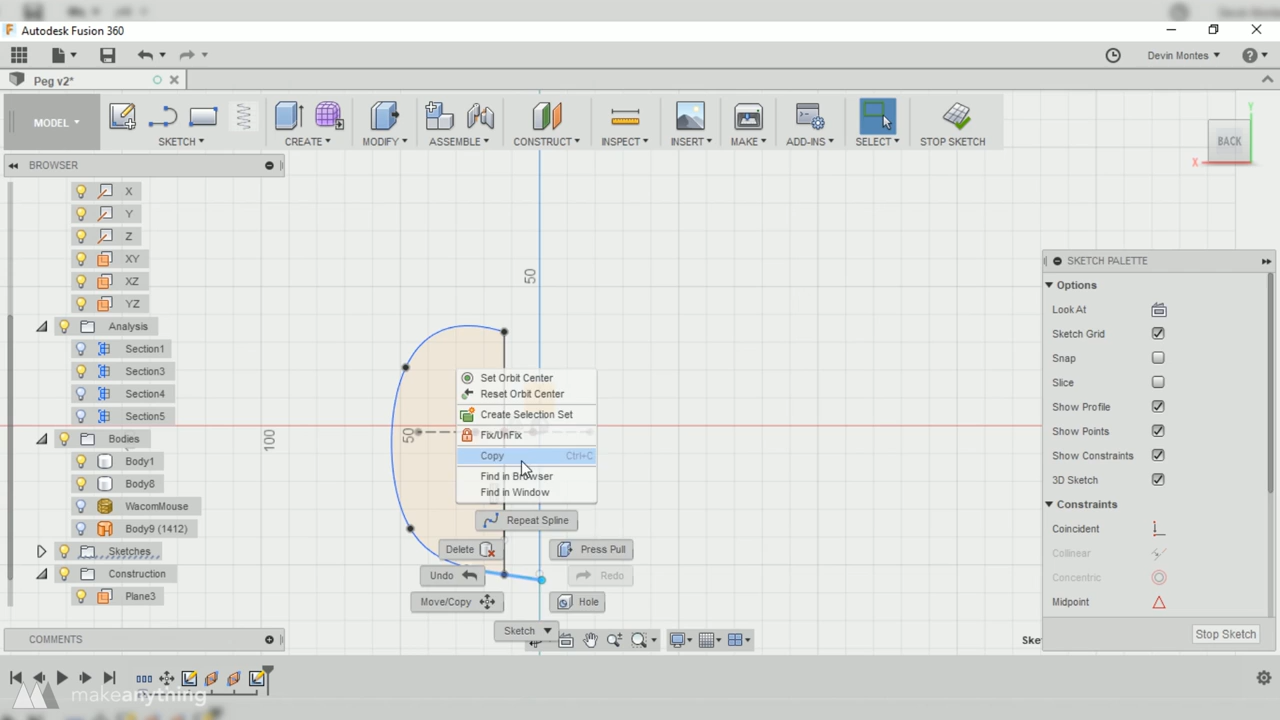 Autodesk Fusion 360
Peg v2*
Devin Montes
MODEL
SKETCH
CREATE
MODIFY
ASSEMBLE
CONSTRUCT
INSPECT
INSERT
MAKE
ADD-INS
SELECT
STOP SKETCH
BACK
Y
X
BROWSER
X
Y
Z
XY
XZ
YZ
Analysis
Section1
Section3
Section4
Section5
Bodies
Body1
Body8
WacomMouse
Body9 (1412)
Sketches
Construction
Plane3
COMMENTS
50
100
50
Set Orbit Center
Reset Orbit Center
Create Selection Set
Fix/UnFix
Copy Ctrl+C
Find in Browser
Find in Window
Repeat Spline
Delete
Press Pull
Undo
Redo
Move/Copy
Hole
Sketch
SKETCH PALETTE
Options
Look At
Sketch Grid
Snap
Slice
Show Profile
Show Points
Show Constraints
3D Sketch
Constraints
Coincident
Collinear
Concentric
Midpoint
Stop Sketch
makeanything